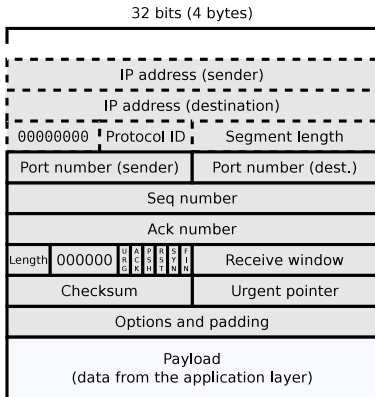 32 bits (4 bytes)
IP address (sender)
IP address (destination)
00000000 Protocol ID Segment length
Port number (sender) Port number (dest.)
Seq number
Ack number
Length 000000 URG ACK PSH RST SYN FIN Receive window
Checksum Urgent pointer
Options and padding
Payload
(data from the application layer)